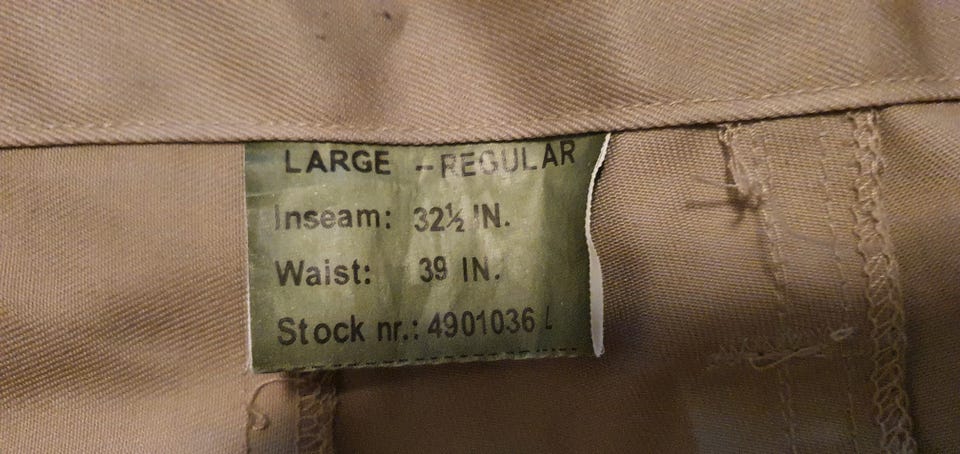 LARGE - REGULAR
Inseam: 32½ IN.
Waist: 39 IN.
Stock nr.: 4901036 L